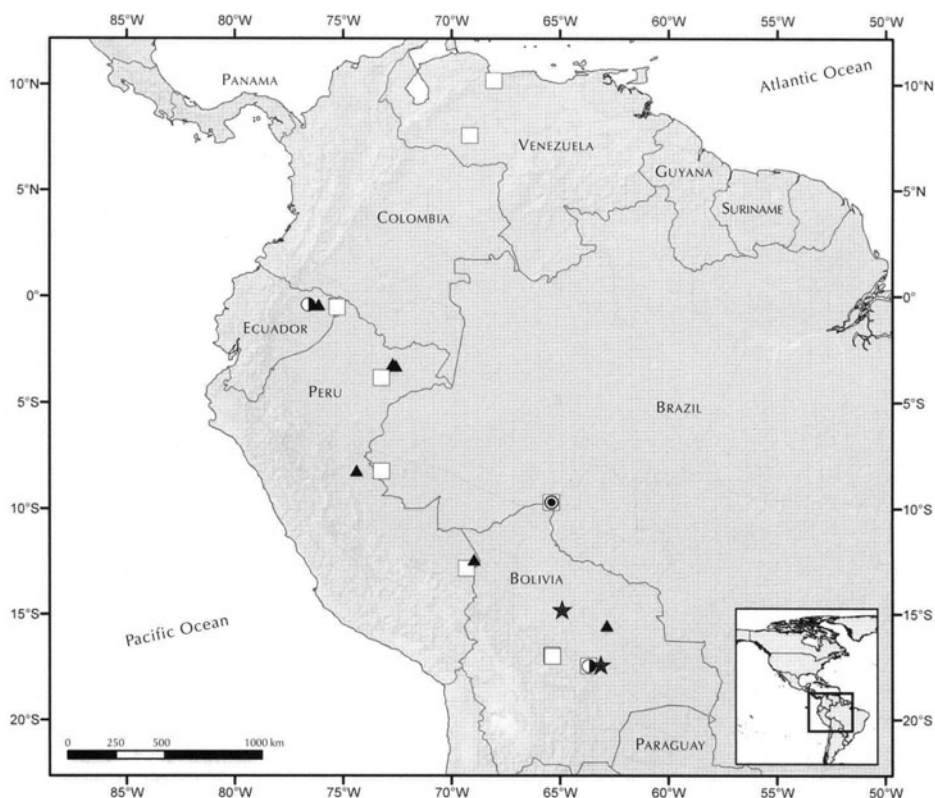 85°W 80°W 75°W 70°W 65°W 60°W 55°W 50°W
10°N PANAMA Atlantic Ocean 10°N
VENEZUELA
GUYANA
5°N SURINAME 5°N
COLOMBIA
0° 0°
ECUADOR
PERU BRAZIL
5°S 5°S
10°S 10°S
BOLIVIA
15°S 15°S
Pacific Ocean
20°S 20°S
0 250 500 1000 km PARAGUAY
85°W 80°W 75°W 70°W 65°W 60°W 55°W 50°W